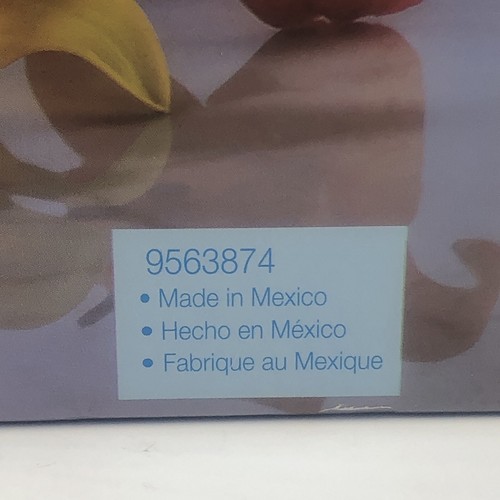 9563874
• Made in Mexico
• Hecho en México
• Fabrique au Mexique